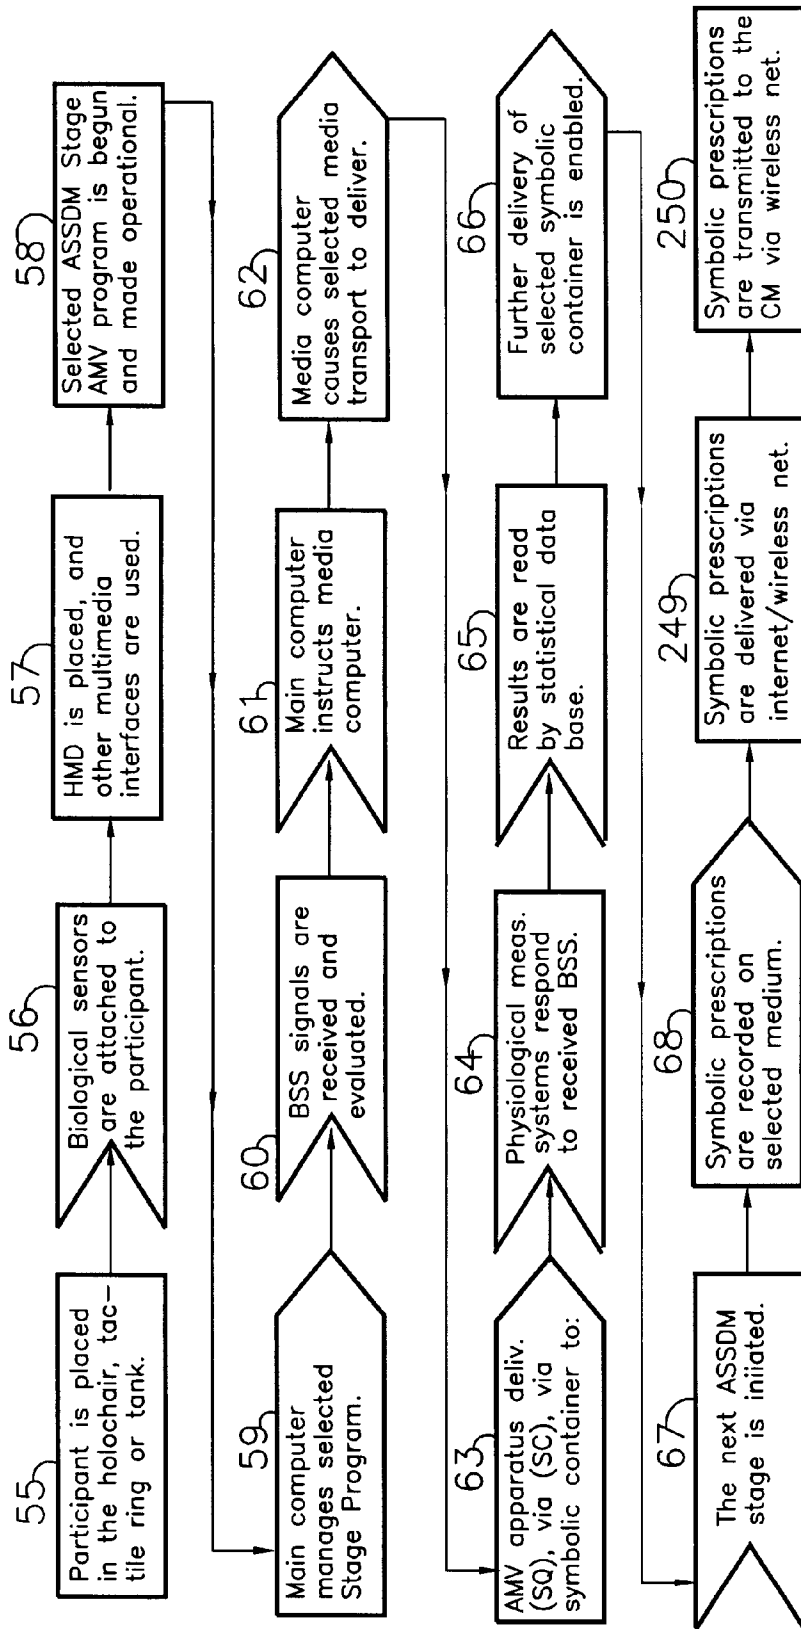 55
Participant is placed
in the holochair, tac-
tile ring or tank.
56
Biological sensors
are attached to
the participant.
57
HMD is placed, and
other multimedia
interfaces are used.
58
Selected ASSDM Stage
AMV program is begun
and made operational.
59
Main computer
manages selected
Stage Program.
60
BSS signals are
received and
evaluated.
61
Main computer
instructs media
computer.
62
Media computer
causes selected media
transport to deliver.
63
AMV apparatus deliv.
(SQ), via (SC), via
symbolic container to:
64
Physiological meas.
systems respond
to received BSS.
65
Results are read
by statistical data
base.
66
Further delivery of
selected symbolic
container is enabled.
67
The next ASSDM
stage is iniiated.
68
Symbolic prescriptions
are recorded on
selected medium.
249
Symbolic prescriptions
are delivered via
internet/wireless net.
250
Symbolic prescriptions
are transmitted to the
CM via wireless net.